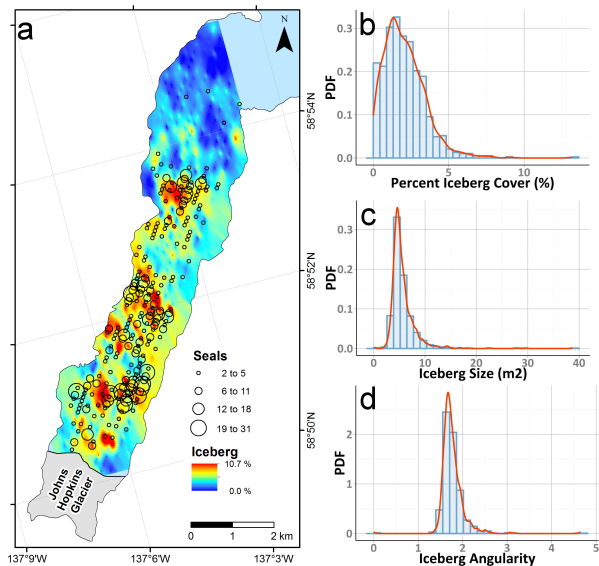 a
N
58°54'N
58°52'N
58°50'N
Seals
2 to 5
6 to 11
12 to 18
19 to 31
Iceberg
10.7 %
0.0 %
Johns
Hopkins
Glacier
0 1 2 km
137°9'W 137°6'W 137°3'W
b
PDF
0.3
0.2
0.1
0.0
0 5 10
Percent Iceberg Cover (%)
c
PDF
0.3
0.2
0.1
0.0
0 10 20 30 40
Iceberg Size (m2)
d
PDF
2
1
0
0 1 2 3 4 5
Iceberg Angularity